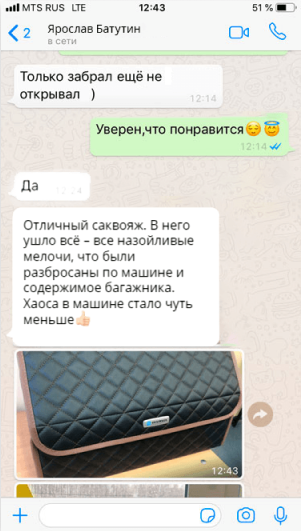 MTS RUS LTE 12:43 51 %
2 Ярослав Батутин
в сети
Только забрал ещё не
открывал )
12:14
Уверен,что понравится😌😇
12:14
Да
12:24
Отличный саквояж. В него
ушло всё – все назойливые
мелочи, что были
разбросаны по машине и
содержимое багажника.
Хаоса в машине стало чуть
меньше👍🏻
12:43